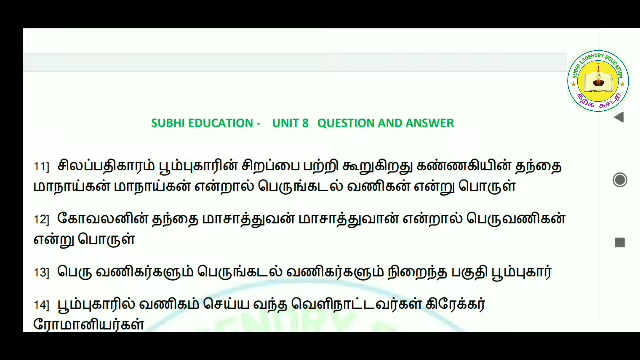 SUBHI EDUCATION - UNIT 8 QUESTION AND ANSWER
11] சிலப்பதிகாரம் பூம்புகாரின் சிறப்பை பற்றி கூறுகிறது கண்ணகியின் தந்தை
மாநாய்கன் மாநாய்கன் என்றால் பெருங்கடல் வணிகன் என்று பொருள்
12] கோவலனின் தந்தை மாசாத்துவன் மாசாத்துவான் என்றால் பெருவணிகன்
என்று பொருள்
13] பெரு வணிகர்களும் பெருங்கடல் வணிகர்களும் நிறைந்த பகுதி பூம்புகார்
14] பூம்புகாரில் வணிகம் செய்ய வந்த வெளிநாட்டவர்கள் கிரேக்கர்
ரோமானியர்கள்